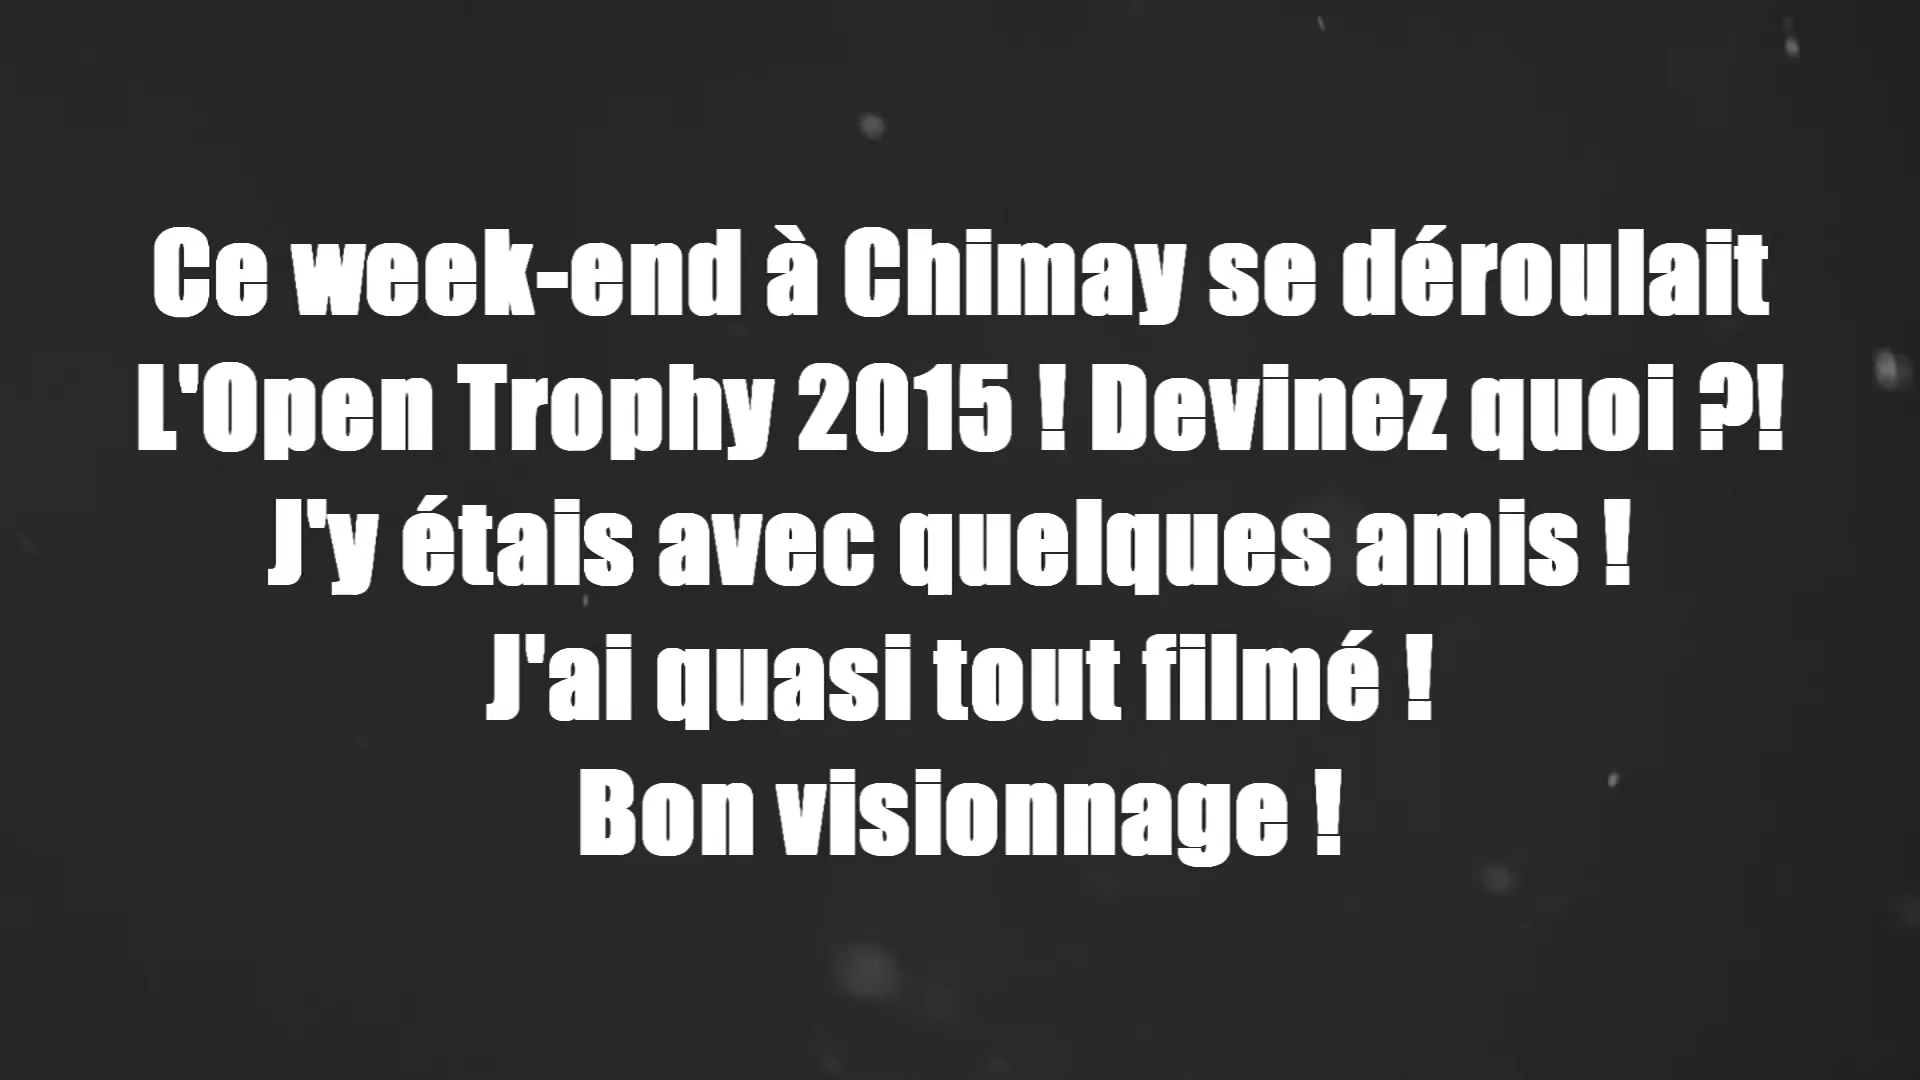 Ce week-end à Chimay se déroulait
L'Open Trophy 2015 ! Devinez quoi ?!
J'y étais avec quelques amis !
J'ai quasi tout filmé !
Bon visionnage !